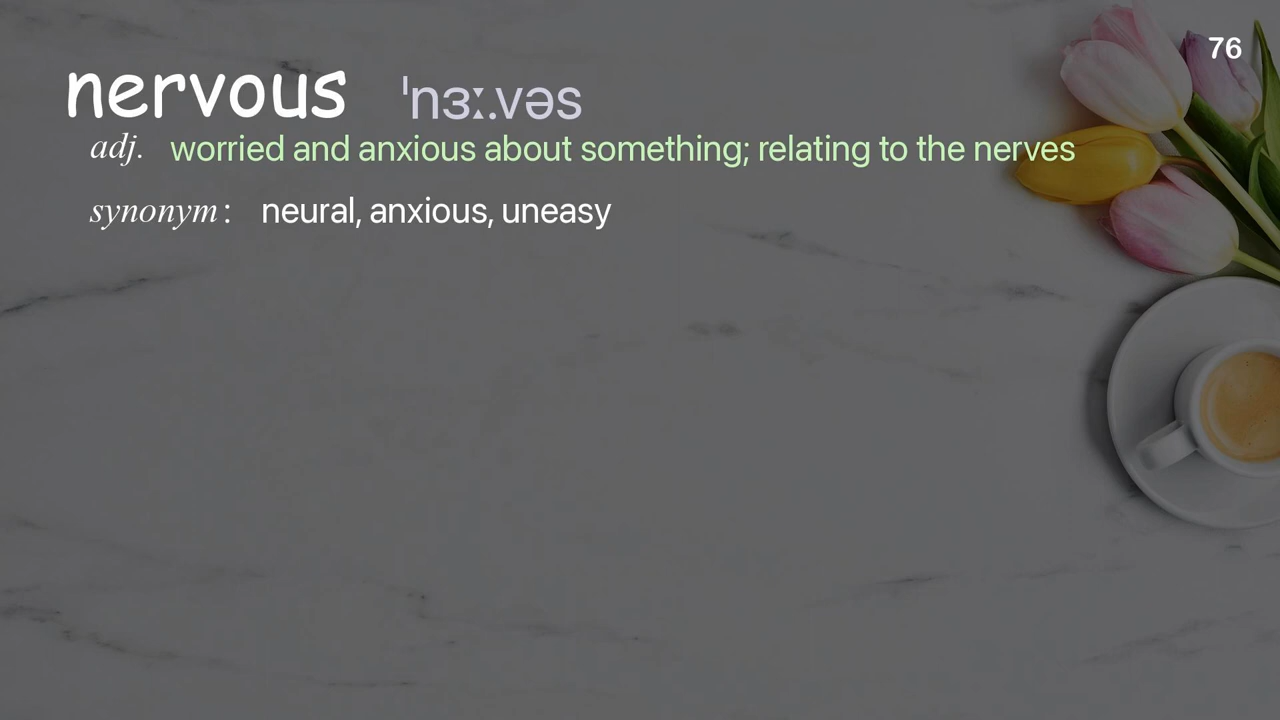 76
nervous ˈnɜː.vəs
adj. worried and anxious about something; relating to the nerves
synonym: neural, anxious, uneasy